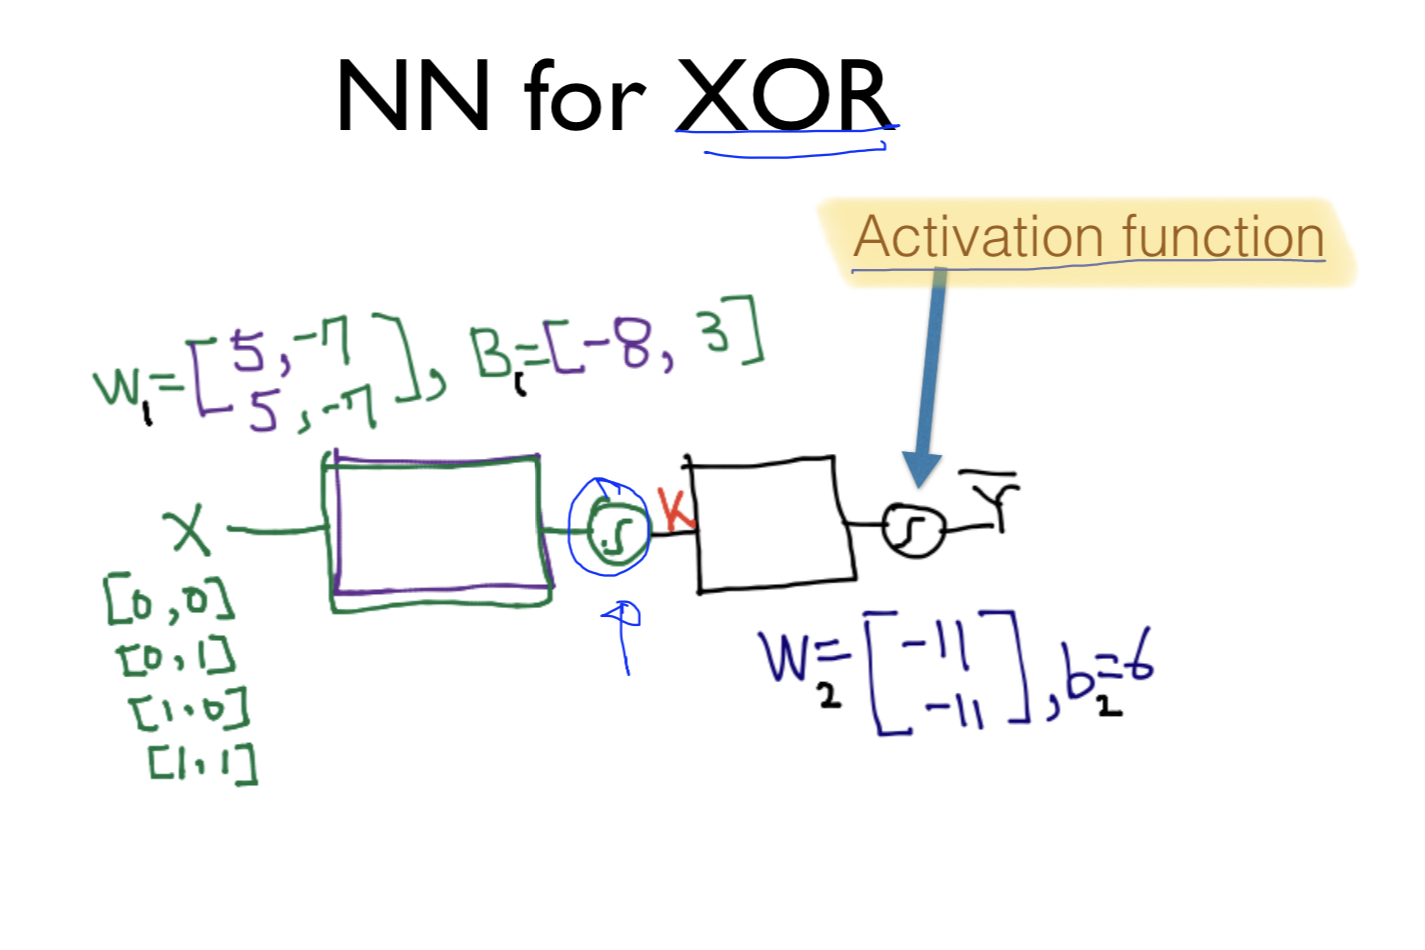 NN for XOR
Activation function
W₁=[5,-7
5,-7], B₁=[-8, 3]
X
K
Y̅
[0,0]
[0,1]
[1,0]
[1,1]
W₂=[-11
-11], b₂=6